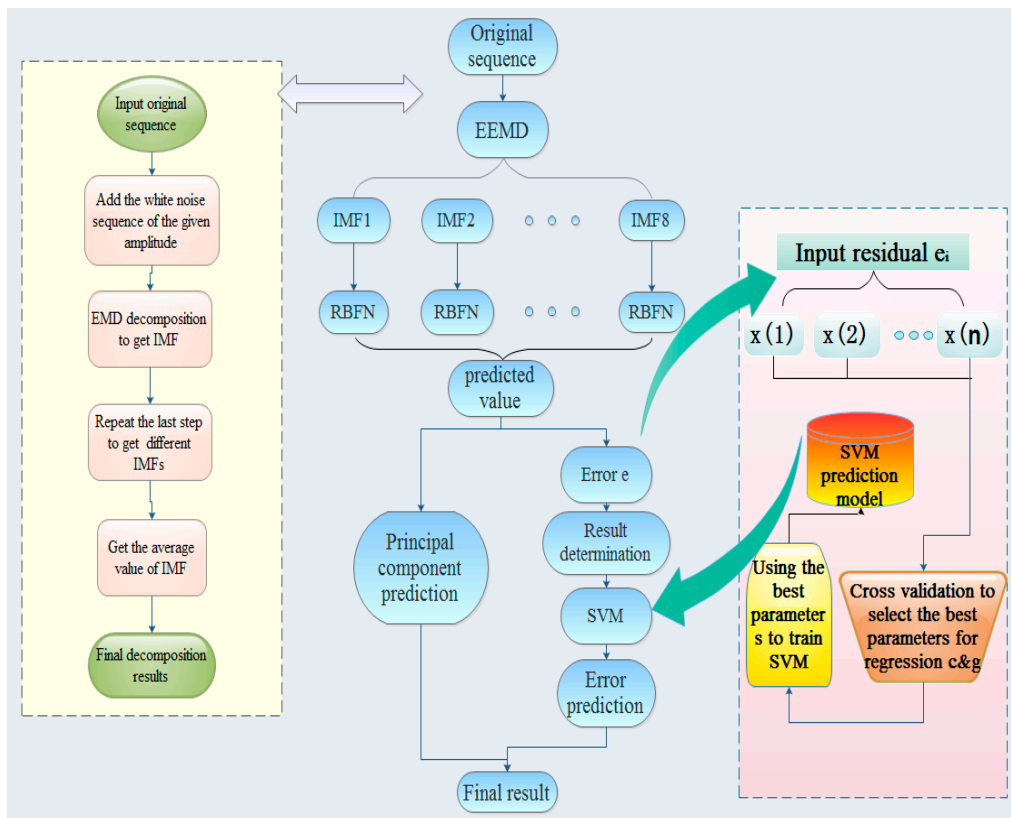 Input original
sequence
Add the white noise
sequence of the given
amplitude
EMD decomposition
to get IMF
Repeat the last step
to get different
IMFs
Get the average
value of IMF
Final decomposition
results
Original
sequence
EEMD
IMF1
IMF2
IMF8
RBFN
RBFN
RBFN
predicted
value
Principal
component
prediction
Error e
Result
determination
SVM
Error
prediction
Final result
Input residual ei
x(1)
x(2)
x(n)
SVM
prediction
model
Using the
best
parameter
s to train
SVM
Cross validation to
select the best
parameters for
regression c&g